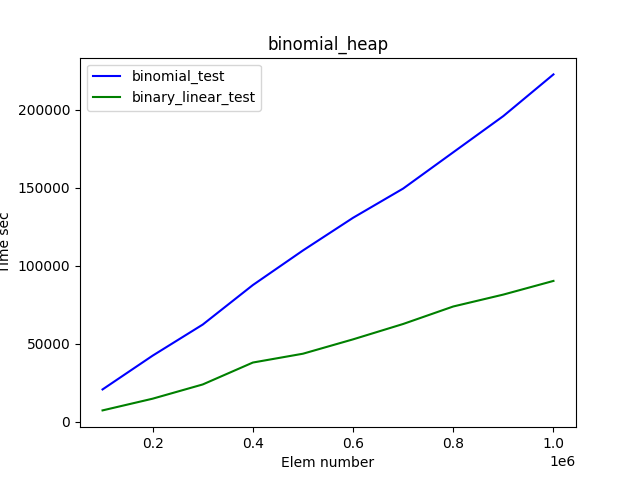 binomial_heap
binomial_test
binary_linear_test
200000
150000
100000
50000
0
Time sec
0.2 0.4 0.6 0.8 1.0
1e6
Elem number